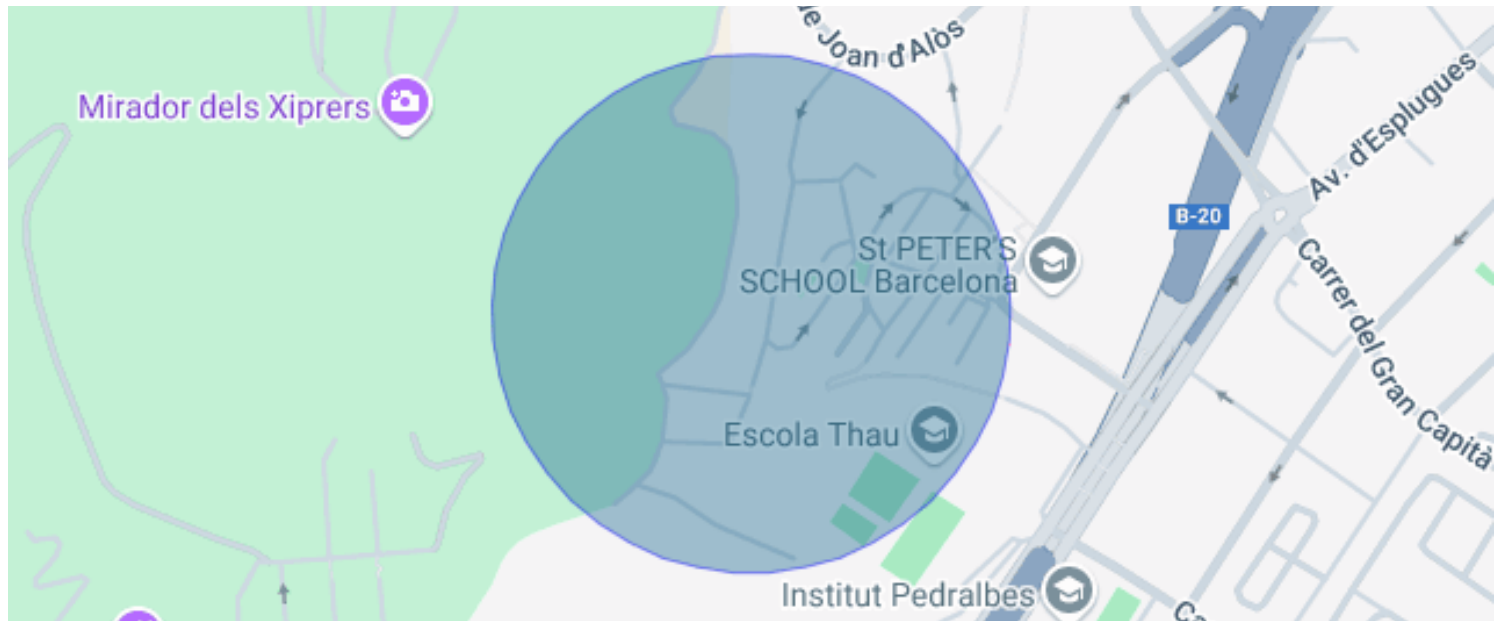 de Joan d'Alòs
Mirador dels Xiprers
Av. d'Esplugues
B-20
St PETER'S
SCHOOL Barcelona
Carrer del Gran Capità
Escola Thau
Institut Pedralbes